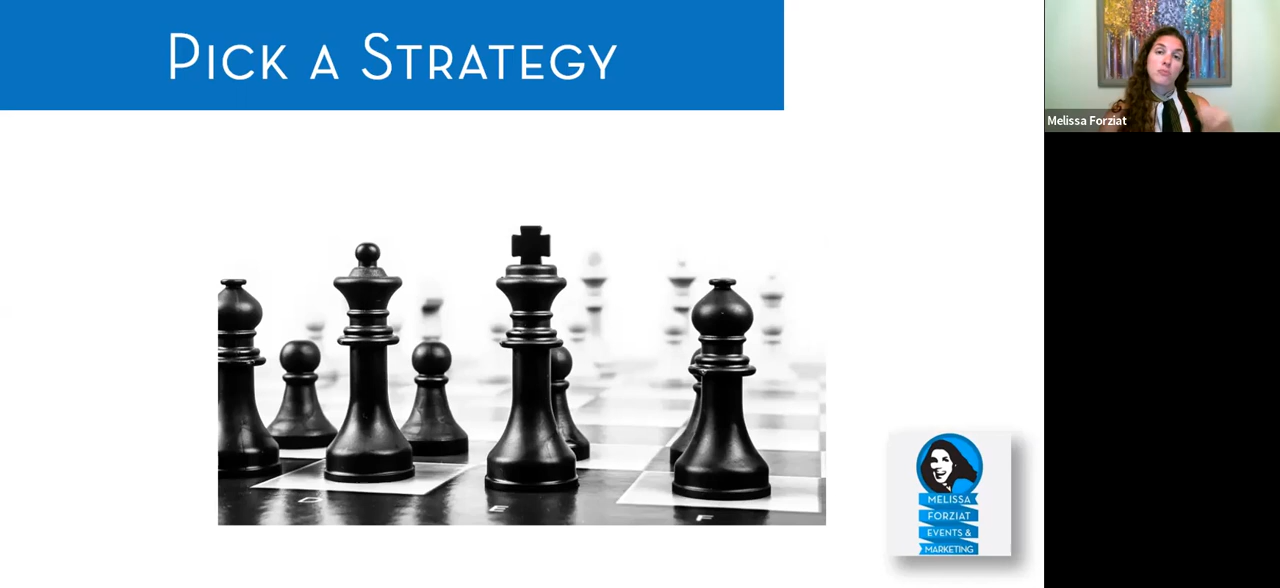 PICK A STRATEGY
Melissa Forziat
E
F
MELISSA
FORZIAT
EVENTS &
MARKETING